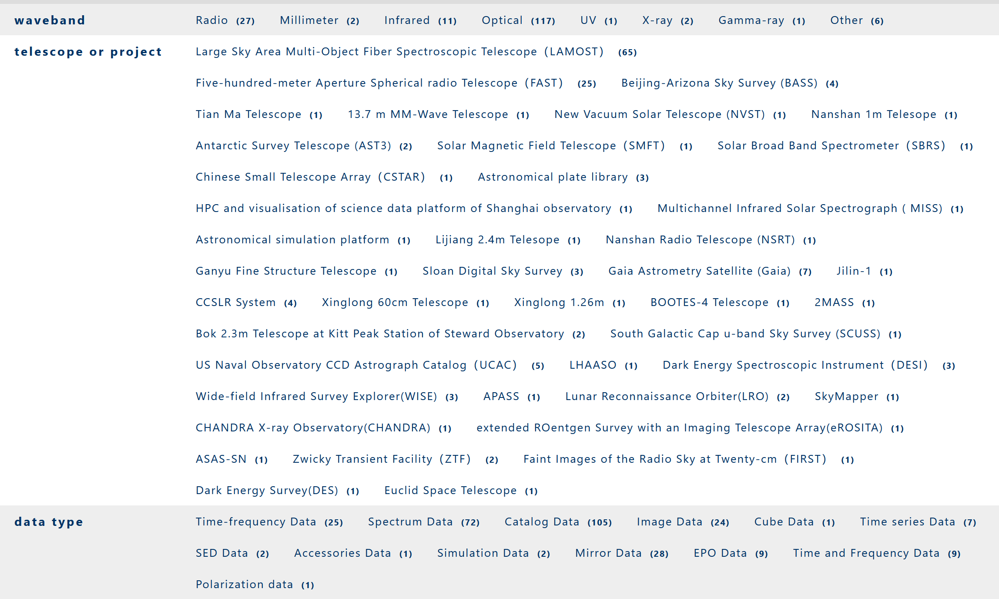 waveband Radio (27) Millimeter (2) Infrared (11) Optical (117) UV (1) X-ray (2) Gamma-ray (1) Other (6)
telescope or project Large Sky Area Multi-Object Fiber Spectroscopic Telescope（LAMOST） (65)
Five-hundred-meter Aperture Spherical radio Telescope（FAST） (25) Beijing-Arizona Sky Survey (BASS) (4)
Tian Ma Telescope (1) 13.7 m MM-Wave Telescope (1) New Vacuum Solar Telescope (NVST) (1) Nanshan 1m Telesope (1)
Antarctic Survey Telescope (AST3) (2) Solar Magnetic Field Telescope（SMFT） (1) Solar Broad Band Spectrometer（SBRS） (1)
Chinese Small Telescope Array（CSTAR） (1) Astronomical plate library (3)
HPC and visualisation of science data platform of Shanghai observatory (1) Multichannel Infrared Solar Spectrograph ( MISS) (1)
Astronomical simulation platform (1) Lijiang 2.4m Telesope (1) Nanshan Radio Telescope (NSRT) (1)
Ganyu Fine Structure Telescope (1) Sloan Digital Sky Survey (3) Gaia Astrometry Satellite (Gaia) (7) Jilin-1 (1)
CCSLR System (4) Xinglong 60cm Telescope (1) Xinglong 1.26m (1) BOOTES-4 Telescope (1) 2MASS (1)
Bok 2.3m Telescope at Kitt Peak Station of Steward Observatory (2) South Galactic Cap u-band Sky Survey (SCUSS) (1)
US Naval Observatory CCD Astrograph Catalog（UCAC） (5) LHAASO (1) Dark Energy Spectroscopic Instrument（DESI） (3)
Wide-field Infrared Survey Explorer(WISE) (3) APASS (1) Lunar Reconnaissance Orbiter(LRO) (2) SkyMapper (1)
CHANDRA X-ray Observatory(CHANDRA) (1) extended ROentgen Survey with an Imaging Telescope Array(eROSITA) (1)
ASAS-SN (1) Zwicky Transient Facility（ZTF） (2) Faint Images of the Radio Sky at Twenty-cm（FIRST） (1)
Dark Energy Survey(DES) (1) Euclid Space Telescope (1)
data type Time-frequency Data (25) Spectrum Data (72) Catalog Data (105) Image Data (24) Cube Data (1) Time series Data (7)
SED Data (2) Accessories Data (1) Simulation Data (2) Mirror Data (28) EPO Data (9) Time and Frequency Data (9)
Polarization data (1)